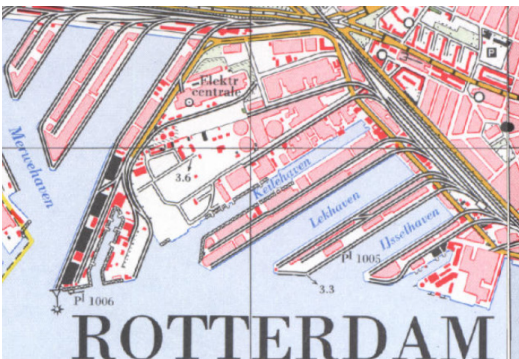 Elektr
centrale
P
Merwehaven
3.6
Keilehaven
Lekhaven
IJsselhaven
Pl 1005
3.3
Pl 1006
ROTTERDAM